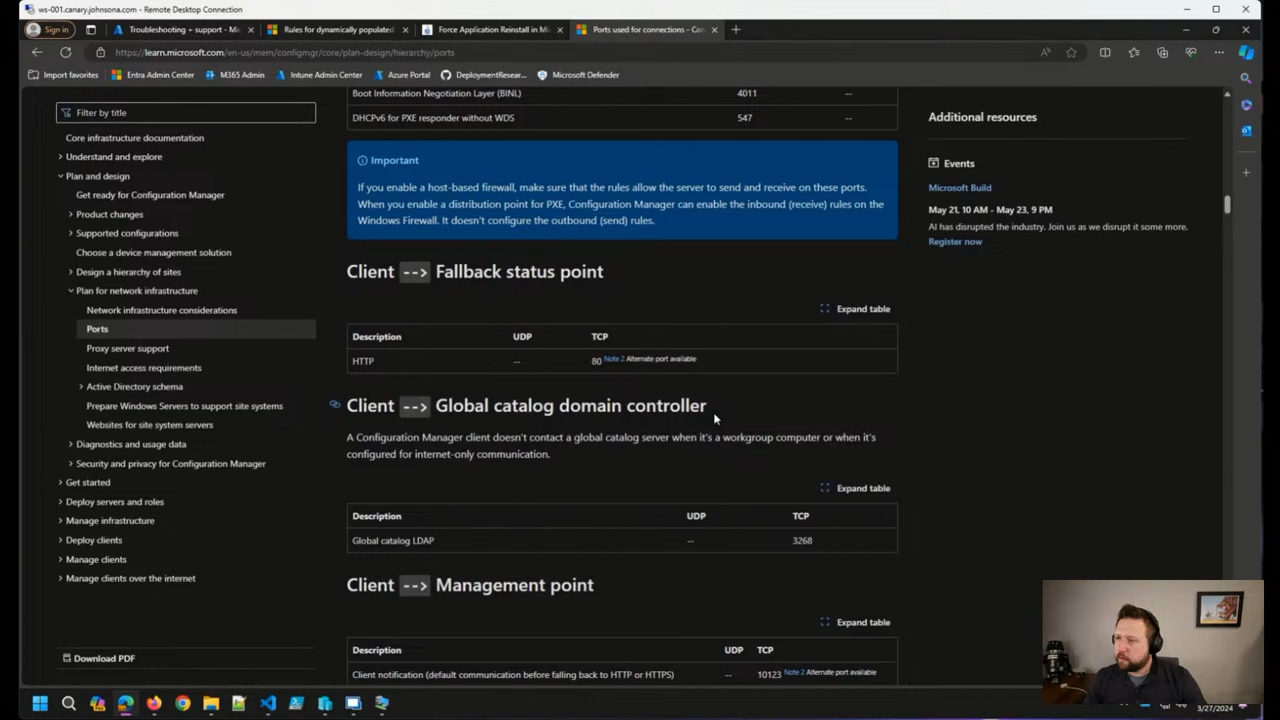 ws-001.canary.johnsona.com - Remote Desktop Connection
Sign in
Troubleshooting + support - Mi
Rules for dynamically populated
Force Application Reinstall in M
Ports used for connections - Con
https://learn.microsoft.com/en-us/mem/configmgr/core/plan-design/hierarchy/ports
Import favorites
Entra Admin Center
M365 Admin
Intune Admin Center
Azure Portal
DeploymentResear...
Microsoft Defender
Filter by title
Core infrastructure documentation
Understand and explore
Plan and design
Get ready for Configuration Manager
Product changes
Supported configurations
Choose a device management solution
Design a hierarchy of sites
Plan for network infrastructure
Network infrastructure considerations
Ports
Proxy server support
Internet access requirements
Active Directory schema
Prepare Windows Servers to support site systems
Websites for site system servers
Diagnostics and usage data
Security and privacy for Configuration Manager
Get started
Deploy servers and roles
Manage infrastructure
Deploy clients
Manage clients
Manage clients over the internet
Download PDF
Boot Information Negotiation Layer (BINL) 4011 --
DHCPv6 for PXE responder without WDS 547 --
Important
If you enable a host-based firewall, make sure that the rules allow the server to send and receive on these ports.
When you enable a distribution point for PXE, Configuration Manager can enable the inbound (receive) rules on the
Windows Firewall. It doesn't configure the outbound (send) rules.
Client --> Fallback status point
Expand table
Description UDP TCP
HTTP -- 80 Note 2 Alternate port available
Client --> Global catalog domain controller
A Configuration Manager client doesn't contact a global catalog server when it's a workgroup computer or when it's
configured for internet-only communication.
Expand table
Description UDP TCP
Global catalog LDAP -- 3268
Client --> Management point
Expand table
Description UDP TCP
Client notification (default communication before falling back to HTTP or HTTPS) -- 10123 Note 2 Alternate port available
Additional resources
Events
Microsoft Build
May 21, 10 AM - May 23, 9 PM
AI has disrupted the industry. Join us as we disrupt it some more.
Register now
3/27/2024